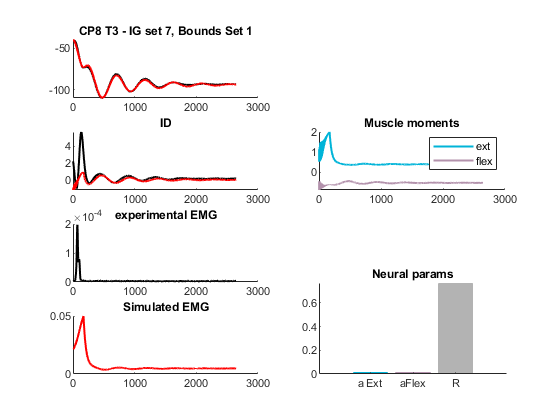 CP8 T3 - IG set 7, Bounds Set 1
-50
-100
0 1000 2000 3000
ID
4
2
0
0 1000 2000 3000
Muscle moments
2
1
0
ext
flex
0 1000 2000 3000
experimental EMG
×10⁻⁴
2
1
0
0 1000 2000 3000
Simulated EMG
0.05
0
0 1000 2000 3000
Neural params
0.6
0.4
0.2
0
a Ext aFlex R